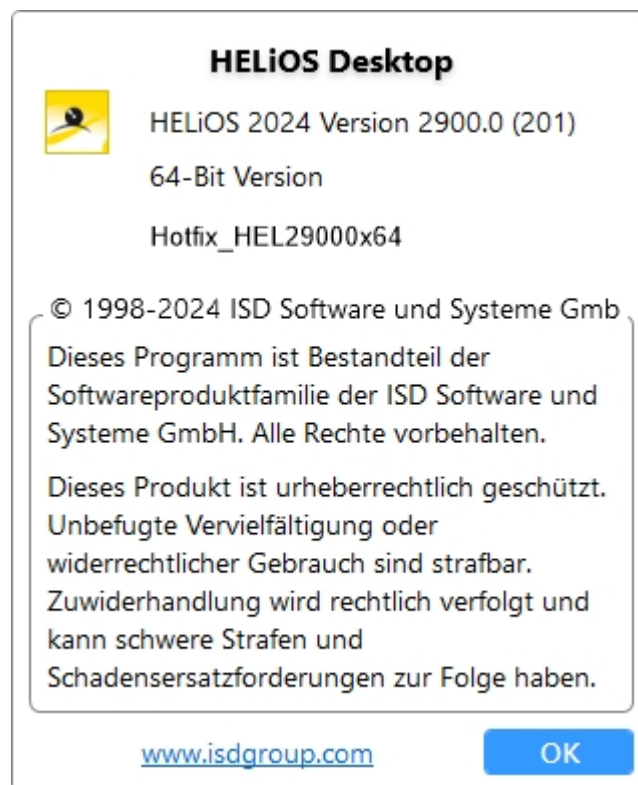 HELiOS Desktop
HELiOS 2024 Version 2900.0 (201)
64-Bit Version
Hotfix_HEL29000x64
© 1998-2024 ISD Software und Systeme Gmb
Dieses Programm ist Bestandteil der
Softwareproduktfamilie der ISD Software und
Systeme GmbH. Alle Rechte vorbehalten.
Dieses Produkt ist urheberrechtlich geschützt.
Unbefugte Vervielfältigung oder
widerrechtlicher Gebrauch sind strafbar.
Zuwiderhandlung wird rechtlich verfolgt und
kann schwere Strafen und
Schadensersatzforderungen zur Folge haben.
www.isdgroup.com
OK